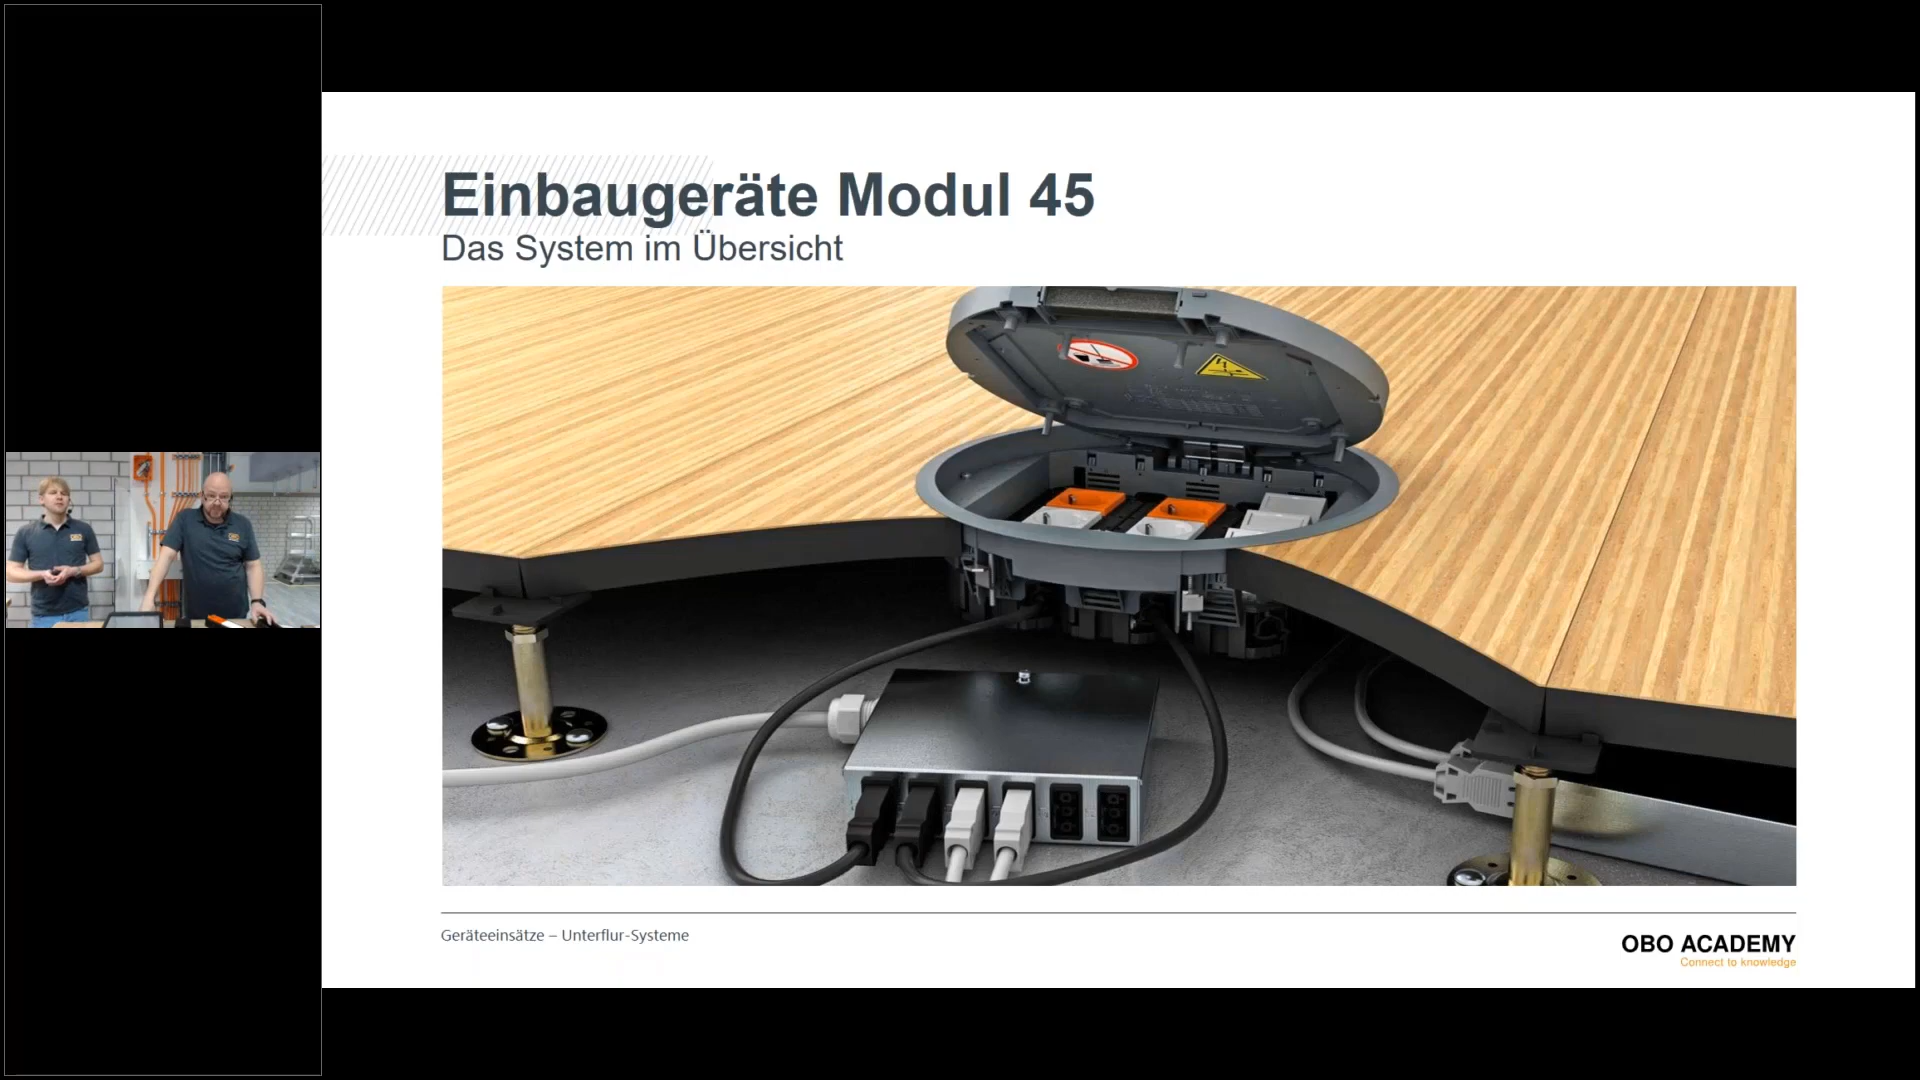 Einbaugeräte Modul 45
Das System im Übersicht
Geräteeinsätze – Unterflur-Systeme
OBO ACADEMY
Connect to knowledge